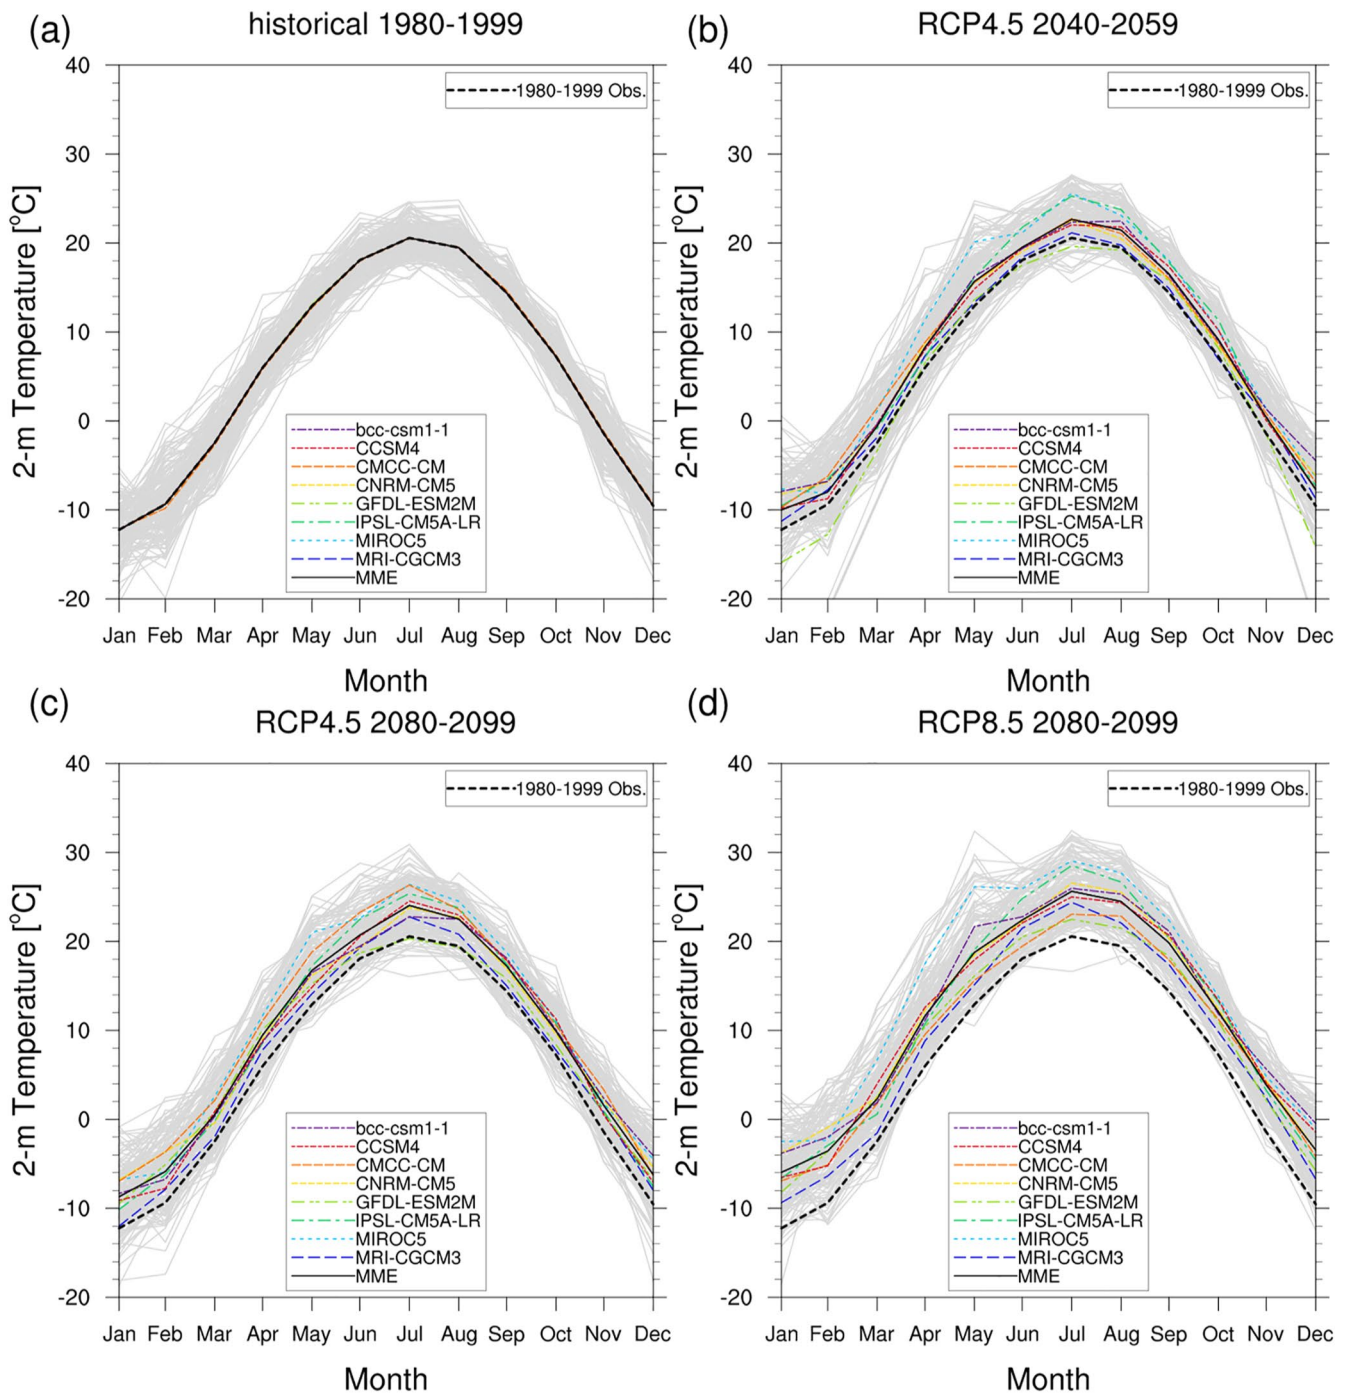 (a)
historical 1980-1999
40
30
20
10
0
-10
-20
2-m Temperature [°C]
1980-1999 Obs.
bcc-csm1-1
CCSM4
CMCC-CM
CNRM-CM5
GFDL-ESM2M
IPSL-CM5A-LR
MIROC5
MRI-CGCM3
MME
Jan Feb Mar Apr May Jun Jul Aug Sep Oct Nov Dec
Month
(b)
RCP4.5 2040-2059
40
30
20
10
0
-10
-20
2-m Temperature [°C]
1980-1999 Obs.
bcc-csm1-1
CCSM4
CMCC-CM
CNRM-CM5
GFDL-ESM2M
IPSL-CM5A-LR
MIROC5
MRI-CGCM3
MME
Jan Feb Mar Apr May Jun Jul Aug Sep Oct Nov Dec
Month
(c)
RCP4.5 2080-2099
40
30
20
10
0
-10
-20
2-m Temperature [°C]
1980-1999 Obs.
bcc-csm1-1
CCSM4
CMCC-CM
CNRM-CM5
GFDL-ESM2M
IPSL-CM5A-LR
MIROC5
MRI-CGCM3
MME
Jan Feb Mar Apr May Jun Jul Aug Sep Oct Nov Dec
Month
(d)
RCP8.5 2080-2099
40
30
20
10
0
-10
-20
2-m Temperature [°C]
1980-1999 Obs.
bcc-csm1-1
CCSM4
CMCC-CM
CNRM-CM5
GFDL-ESM2M
IPSL-CM5A-LR
MIROC5
MRI-CGCM3
MME
Jan Feb Mar Apr May Jun Jul Aug Sep Oct Nov Dec
Month